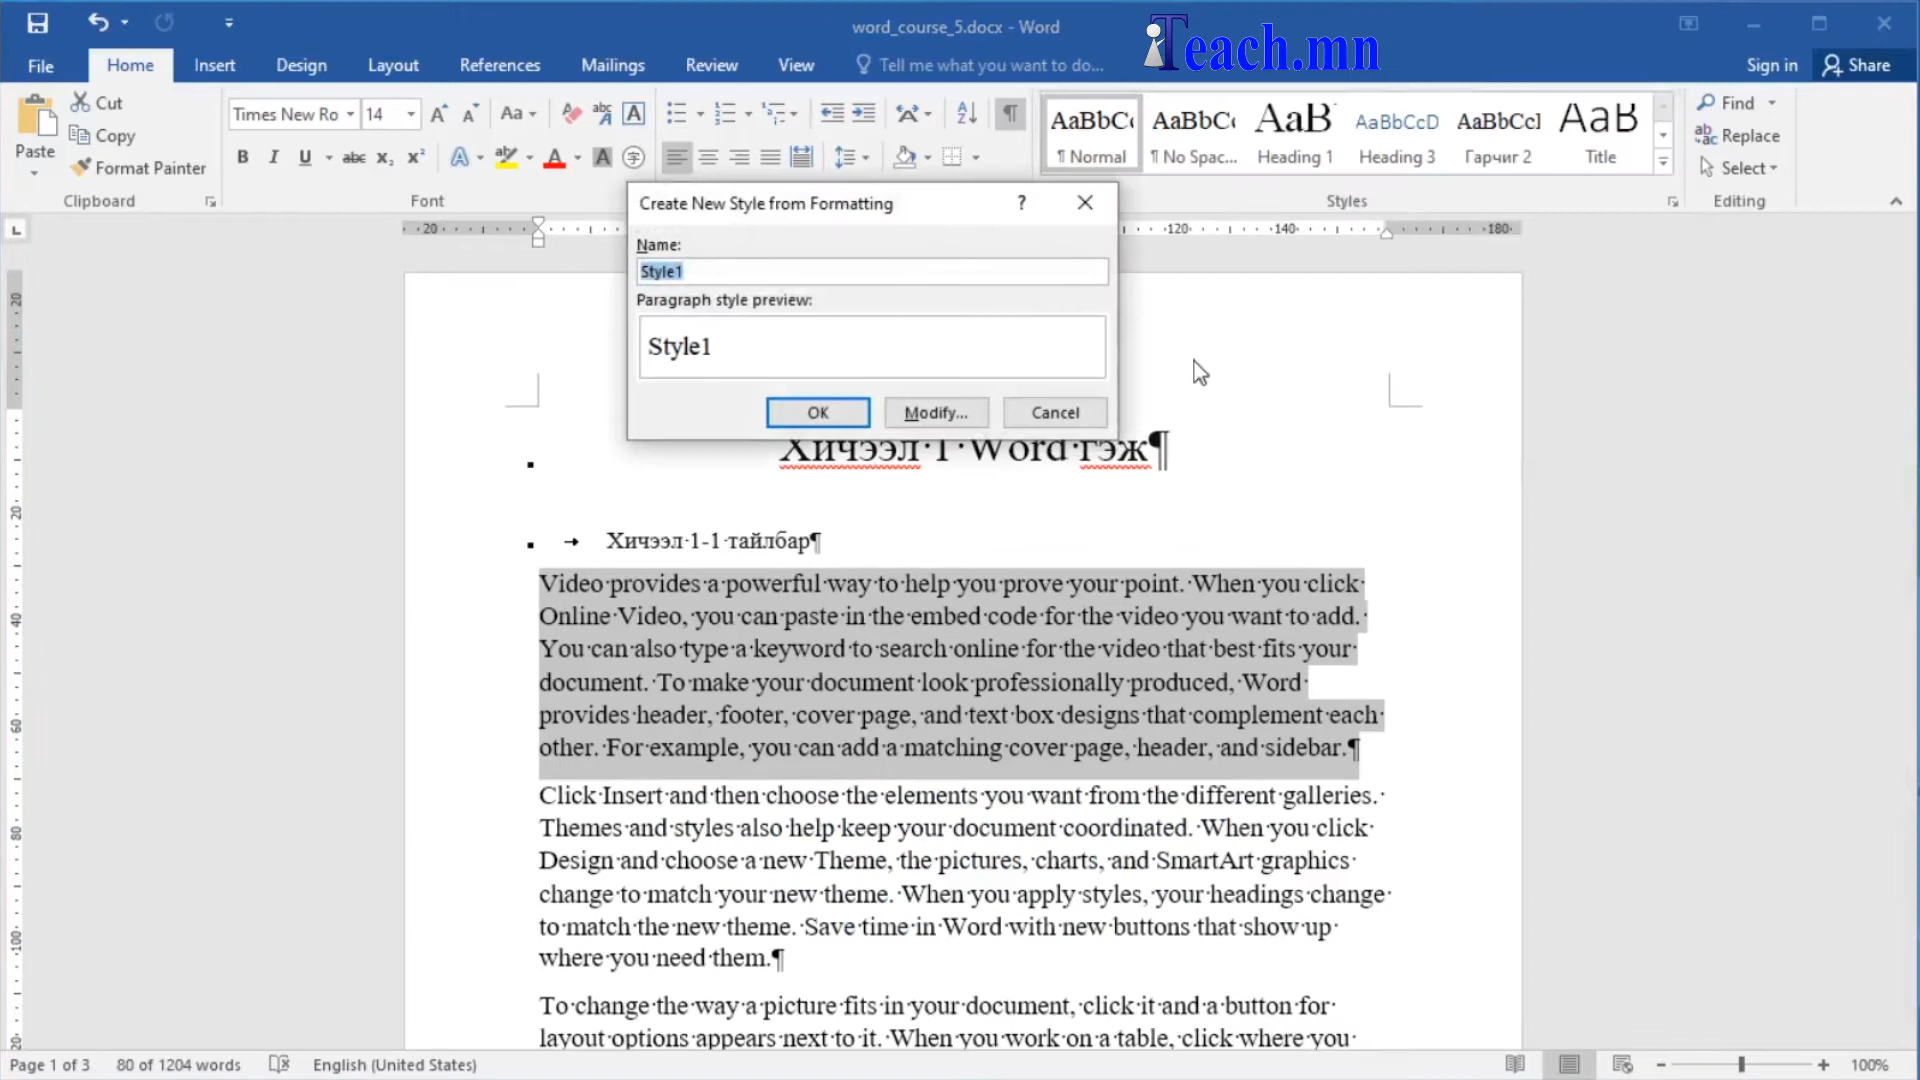 word_course_5.docx - Word
iTeach.mn
File
Home
Insert
Design
Layout
References
Mailings
Review
View
Tell me what you want to do...
Sign in
Share
Paste
Cut
Copy
Format Painter
Clipboard
Times New Ro
14
Aa
Font
AaBbC
¶ Normal
AaBbC
¶ No Spac...
AaB
Heading 1
AaBbCcD
Heading 3
AaBbCcI
Гарчиг 2
AaB
Title
Styles
Find
Replace
Select
Editing
20
120
140
180
Create New Style from Formatting
Name:
Style1
Paragraph style preview:
Style1
OK
Modify...
Cancel
Хичээл 1 Word гэж¶
Хичээл 1-1 тайлбар¶
Video provides a powerful way to help you prove your point. When you click
Online Video, you can paste in the embed code for the video you want to add.
You can also type a keyword to search online for the video that best fits your
document. To make your document look professionally produced, Word
provides header, footer, cover page, and text box designs that complement each
other. For example, you can add a matching cover page, header, and sidebar.¶
Click Insert and then choose the elements you want from the different galleries.
Themes and styles also help keep your document coordinated. When you click
Design and choose a new Theme, the pictures, charts, and SmartArt graphics
change to match your new theme. When you apply styles, your headings change
to match the new theme. Save time in Word with new buttons that show up
where you need them.¶
To change the way a picture fits in your document, click it and a button for
layout options appears next to it. When you work on a table, click where you
20
20
40
60
80
100
Page 1 of 3
80 of 1204 words
English (United States)
100%